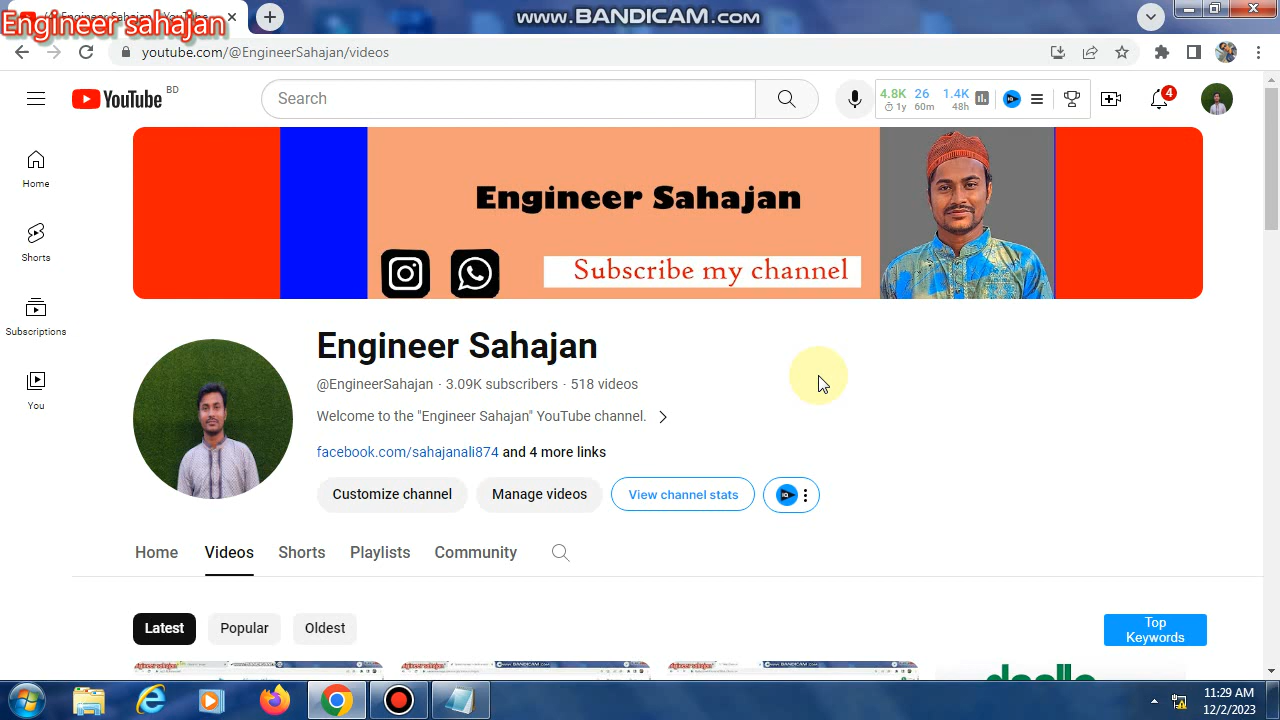 Engineer sahajan
www.BANDICAM.com
youtube.com/@EngineerSahajan/videos
YouTube BD
Search
4.8K 26 1.4K
1y 60m 48h
4
Engineer Sahajan
Subscribe my channel
Home
Shorts
Subscriptions
You
Engineer Sahajan
@EngineerSahajan · 3.09K subscribers · 518 videos
Welcome to the "Engineer Sahajan" YouTube channel.
facebook.com/sahajanali874 and 4 more links
Customize channel Manage videos View channel stats IQ
Home Videos Shorts Playlists Community
Latest Popular Oldest Top Keywords
11:29 AM
12/2/2023